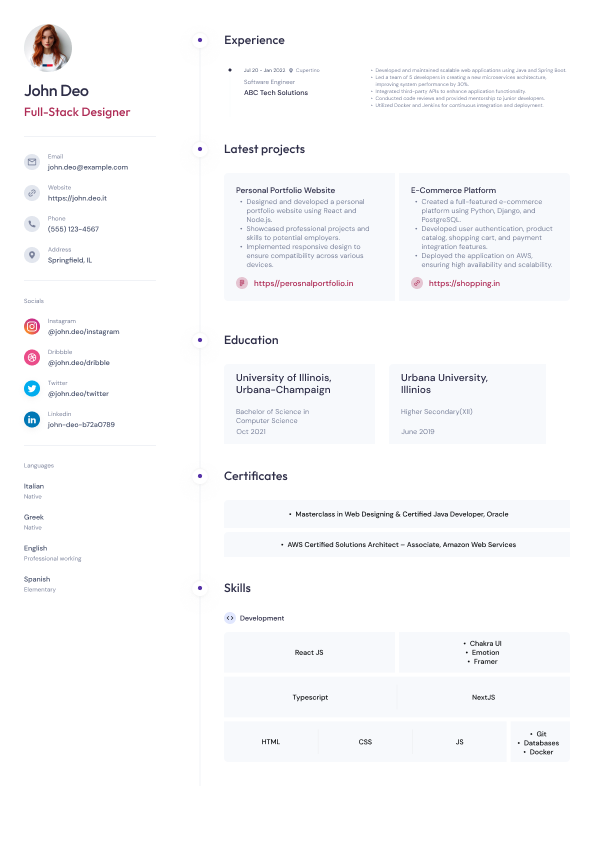 John Deo
Full-Stack Designer
Email
john.deo@example.com
Website
https://john.deo.it
Phone
(555) 123-4567
Address
Springfield, IL
Socials
Instagram
@john.deo/instagram
Dribbble
@john.deo/dribble
Twitter
@john.deo/twitter
Linkedin
john-deo-b72a0789
Languages
Italian
Native
Greek
Native
English
Professional working
Spanish
Elementary
Experience
Jul 20 - Jan 2022 Cupertino
Software Engineer
ABC Tech Solutions
• Developed and maintained scalable web applications using Java and Spring Boot.
• Led a team of 5 developers in creating a new microservices architecture,
improving system performance by 30%.
• Integrated third-party APIs to enhance application functionality.
• Conducted code reviews and provided mentorship to junior developers.
• Utilized Docker and Jenkins for continuous integration and deployment.
Latest projects
Personal Portfolio Website
• Designed and developed a personal
portfolio website using React and
Node.js.
• Showcased professional projects and
skills to potential employers.
• Implemented responsive design to
ensure compatibility across various
devices.
https//perosnalportfolio.in
E-Commerce Platform
• Created a full-featured e-commerce
platform using Python, Django, and
PostgreSQL.
• Developed user authentication, product
catalog, shopping cart, and payment
integration features.
• Deployed the application on AWS,
ensuring high availability and scalability.
https://shopping.in
Education
University of Illinois,
Urbana-Champaign
Bachelor of Science in
Computer Science
Oct 2021
Urbana University,
Illinios
Higher Secondary(XII)
June 2019
Certificates
• Masterclass in Web Designing & Certified Java Developer, Oracle
• AWS Certified Solutions Architect – Associate, Amazon Web Services
Skills
Development
React JS
• Chakra UI
• Emotion
• Framer
Typescript
NextJS
HTML
CSS
JS
• Git
• Databases
• Docker